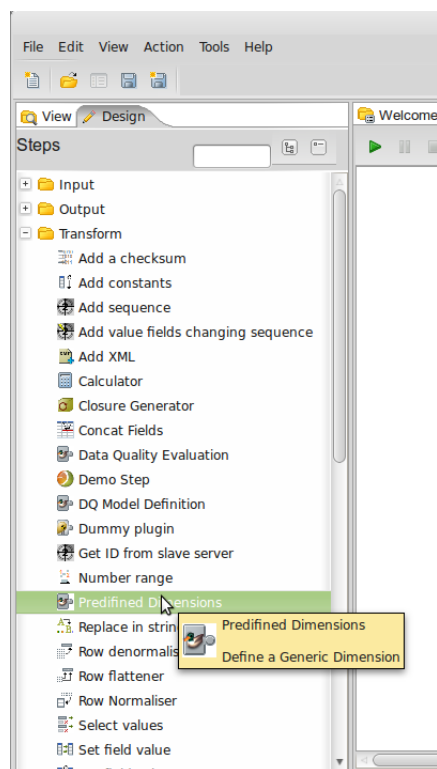 File Edit View Action Tools Help
View Design
Welcome
Steps
Input
Output
Transform
Add a checksum
Add constants
Add sequence
Add value fields changing sequence
Add XML
Calculator
Closure Generator
Concat Fields
Data Quality Evaluation
Demo Step
DQ Model Definition
Dummy plugin
Get ID from slave server
Number range
Predifined Dimensions
Replace in strin
Predifined Dimensions
Row denormalis
Define a Generic Dimension
Row flattener
Row Normaliser
Select values
Set field value